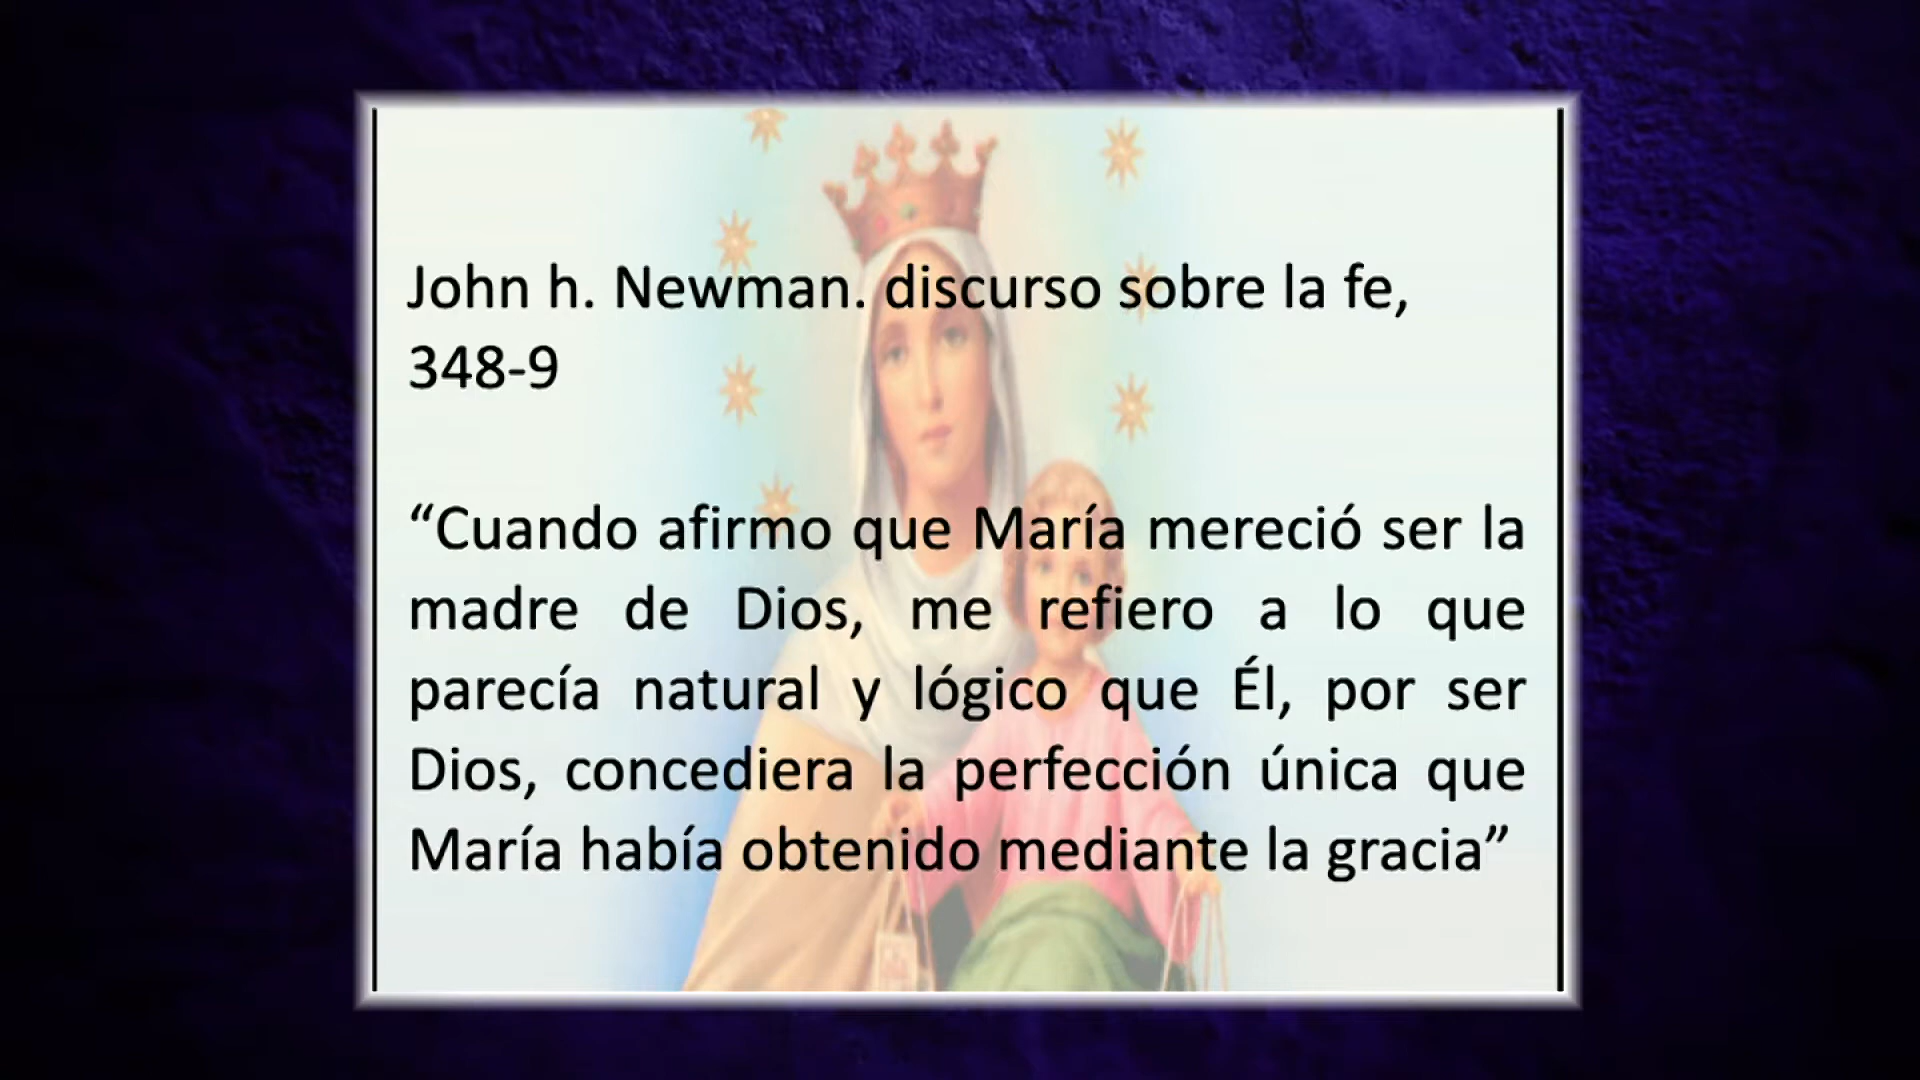 John h. Newman. discurso sobre la fe,
348-9
“Cuando afirmo que María mereció ser la
madre de Dios, me refiero a lo que
parecía natural y lógico que Él, por ser
Dios, concediera la perfección única que
María había obtenido mediante la gracia”